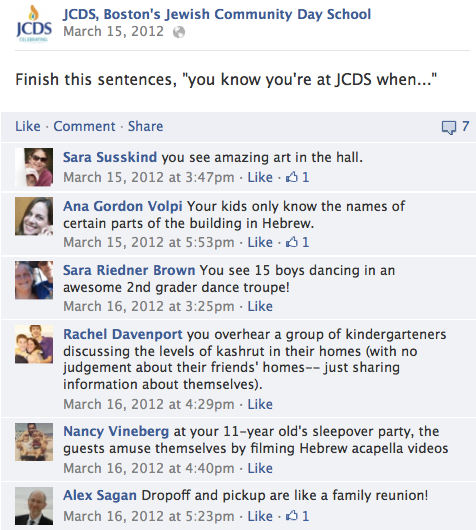 JCDS
CELEBRATING
JCDS, Boston's Jewish Community Day School
March 15, 2012
Finish this sentences, "you know you're at JCDS when..."
Like · Comment · Share
7
Sara Susskind you see amazing art in the hall.
March 15, 2012 at 3:47pm · Like · 1
Ana Gordon Volpi Your kids only know the names of
certain parts of the building in Hebrew.
March 15, 2012 at 5:53pm · Like · 1
Sara Riedner Brown You see 15 boys dancing in an
awesome 2nd grader dance troupe!
March 16, 2012 at 3:25pm · Like
Rachel Davenport you overhear a group of kindergarteners
discussing the levels of kashrut in their homes (with no
judgement about their friends' homes-- just sharing
information about themselves).
March 16, 2012 at 4:29pm · Like
Nancy Vineberg at your 11-year old's sleepover party, the
guests amuse themselves by filming Hebrew acapella videos
March 16, 2012 at 4:40pm · Like
Alex Sagan Dropoff and pickup are like a family reunion!
March 16, 2012 at 5:23pm · Like · 1